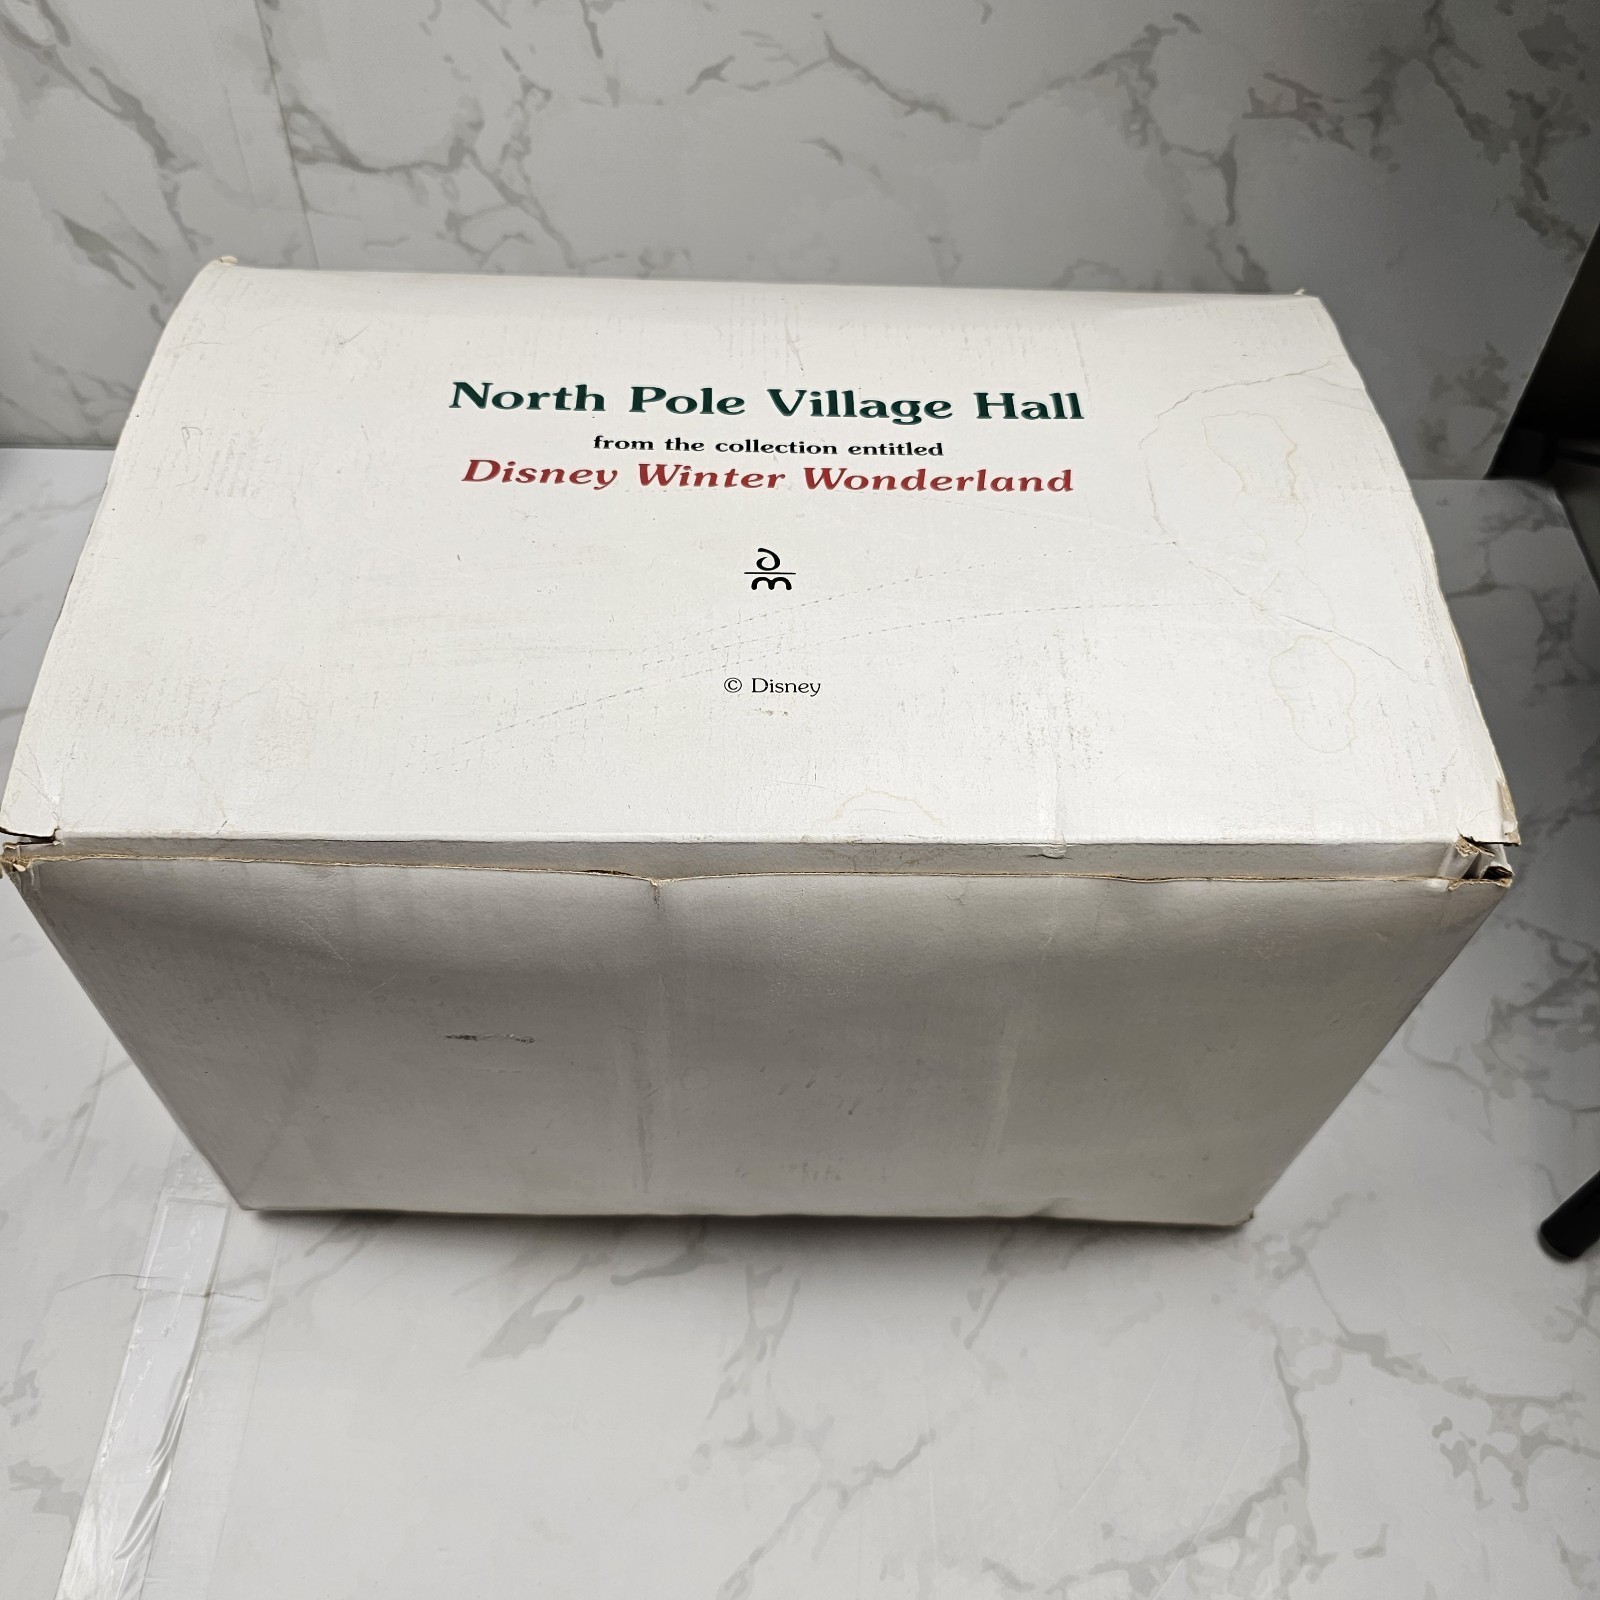 North Pole Village Hall
from the collection entitled
Disney Winter Wonderland
© Disney